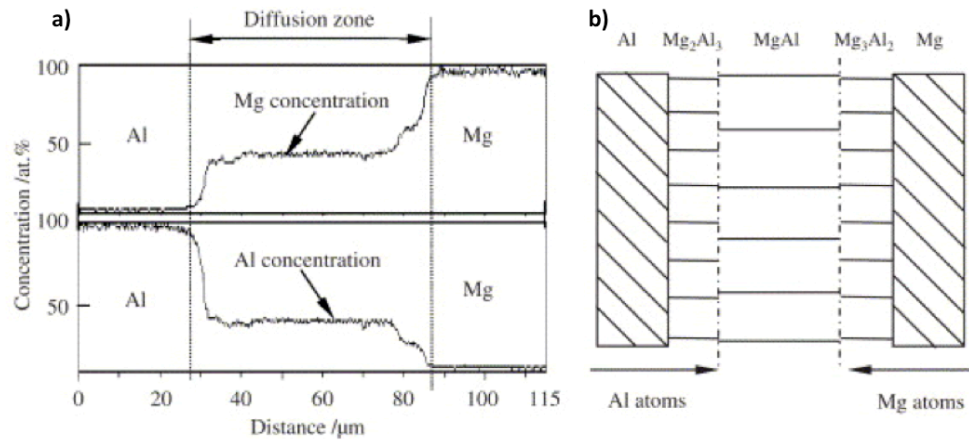 a)
Diffusion zone
100
Mg concentration
Al
50
Mg
0
100
Al concentration
Al
50
Mg
Concentration /at.%
0 20 40 60 80 100 115
Distance /μm
b)
Al Mg₂Al₃ MgAl Mg₃Al₂ Mg
Al atoms
Mg atoms